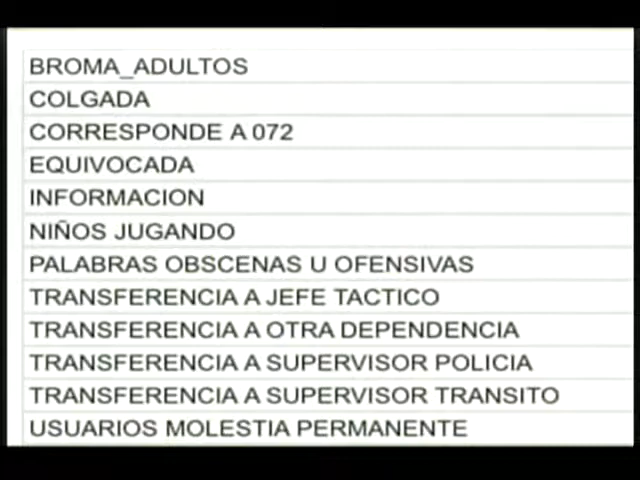 BROMA_ADULTOS
COLGADA
CORRESPONDE A 072
EQUIVOCADA
INFORMACION
NIÑOS JUGANDO
PALABRAS OBSCENAS U OFENSIVAS
TRANSFERENCIA A JEFE TACTICO
TRANSFERENCIA A OTRA DEPENDENCIA
TRANSFERENCIA A SUPERVISOR POLICIA
TRANSFERENCIA A SUPERVISOR TRANSITO
USUARIOS MOLESTIA PERMANENTE